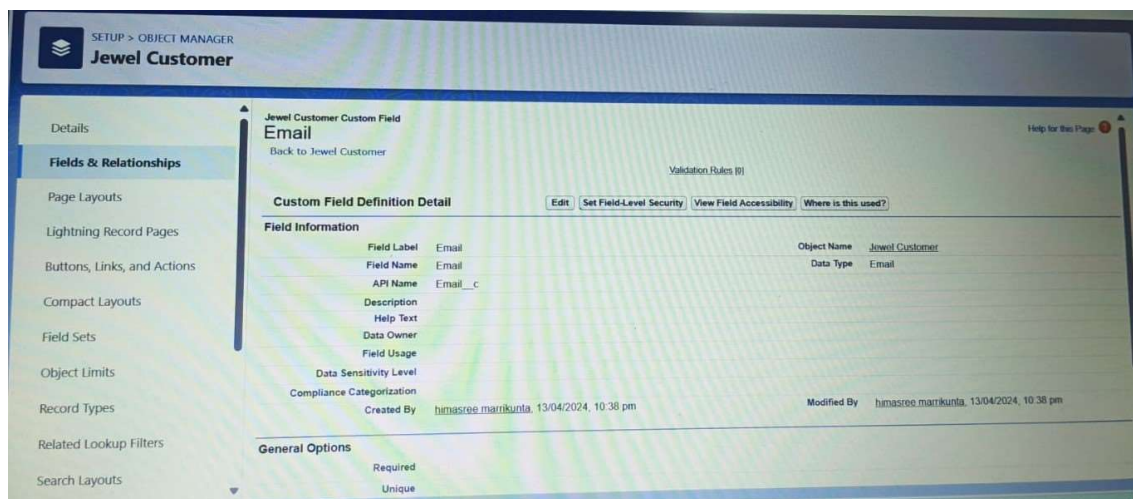 SETUP > OBJECT MANAGER
Jewel Customer
Details
Fields & Relationships
Page Layouts
Lightning Record Pages
Buttons, Links, and Actions
Compact Layouts
Field Sets
Object Limits
Record Types
Related Lookup Filters
Search Layouts
Jewel Customer Custom Field
Email
Back to Jewel Customer
Help for this Page
Validation Rules [0]
Custom Field Definition Detail Edit Set Field-Level Security View Field Accessibility Where is this used?
Field Information
Field Label Email Object Name Jewel Customer
Field Name Email Data Type Email
API Name Email__c
Description
Help Text
Data Owner
Field Usage
Data Sensitivity Level
Compliance Categorization
Created By himasree marrikunta, 13/04/2024, 10:38 pm Modified By himasree marrikunta, 13/04/2024, 10:38 pm
General Options
Required
Unique